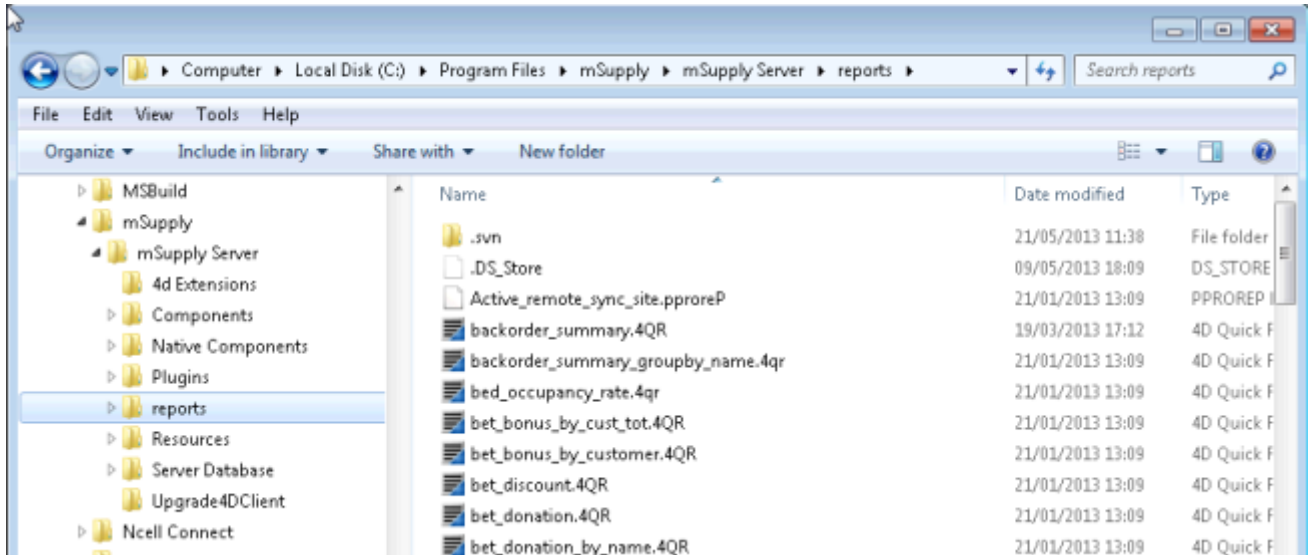 Computer Local Disk (C:) Program Files mSupply mSupply Server reports Search reports
File Edit View Tools Help
Organize Include in library Share with New folder
MSBuild
mSupply
mSupply Server
4d Extensions
Components
Native Components
Plugins
reports
Resources
Server Database
Upgrade4DClient
Ncell Connect
Name Date modified Type
.svn 21/05/2013 11:38 File folder
.DS_Store 09/05/2013 18:09 DS_STORE
Active_remote_sync_site.pproreP 21/01/2013 13:09 PPROREP
backorder_summary.4QR 19/03/2013 17:12 4D Quick
backorder_summary_groupby_name.4qr 21/01/2013 13:09 4D Quick
bed_occupancy_rate.4qr 21/01/2013 13:09 4D Quick
bet_bonus_by_cust_tot.4QR 21/01/2013 13:09 4D Quick
bet_bonus_by_customer.4QR 21/01/2013 13:09 4D Quick
bet_discount.4QR 21/01/2013 13:09 4D Quick
bet_donation.4QR 21/01/2013 13:09 4D Quick
bet_donation_by_name.4QR 21/01/2013 13:09 4D Quick